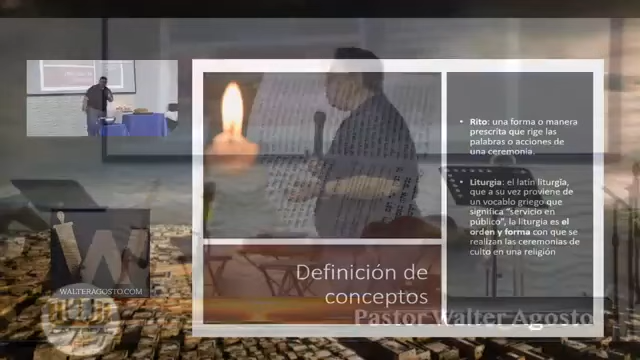 • Rito: una forma o manera
prescrita que rige las
palabras o acciones de
una ceremonia.
• Liturgia: el latín liturgīa,
que a su vez proviene de
un vocablo griego que
significa "servicio en
público", la liturgia es el
orden y forma con que se
realizan las ceremonias de
culto en una religión
Definición de
conceptos
WALTERAGOSTO.COM
Pastor Walter Agosto